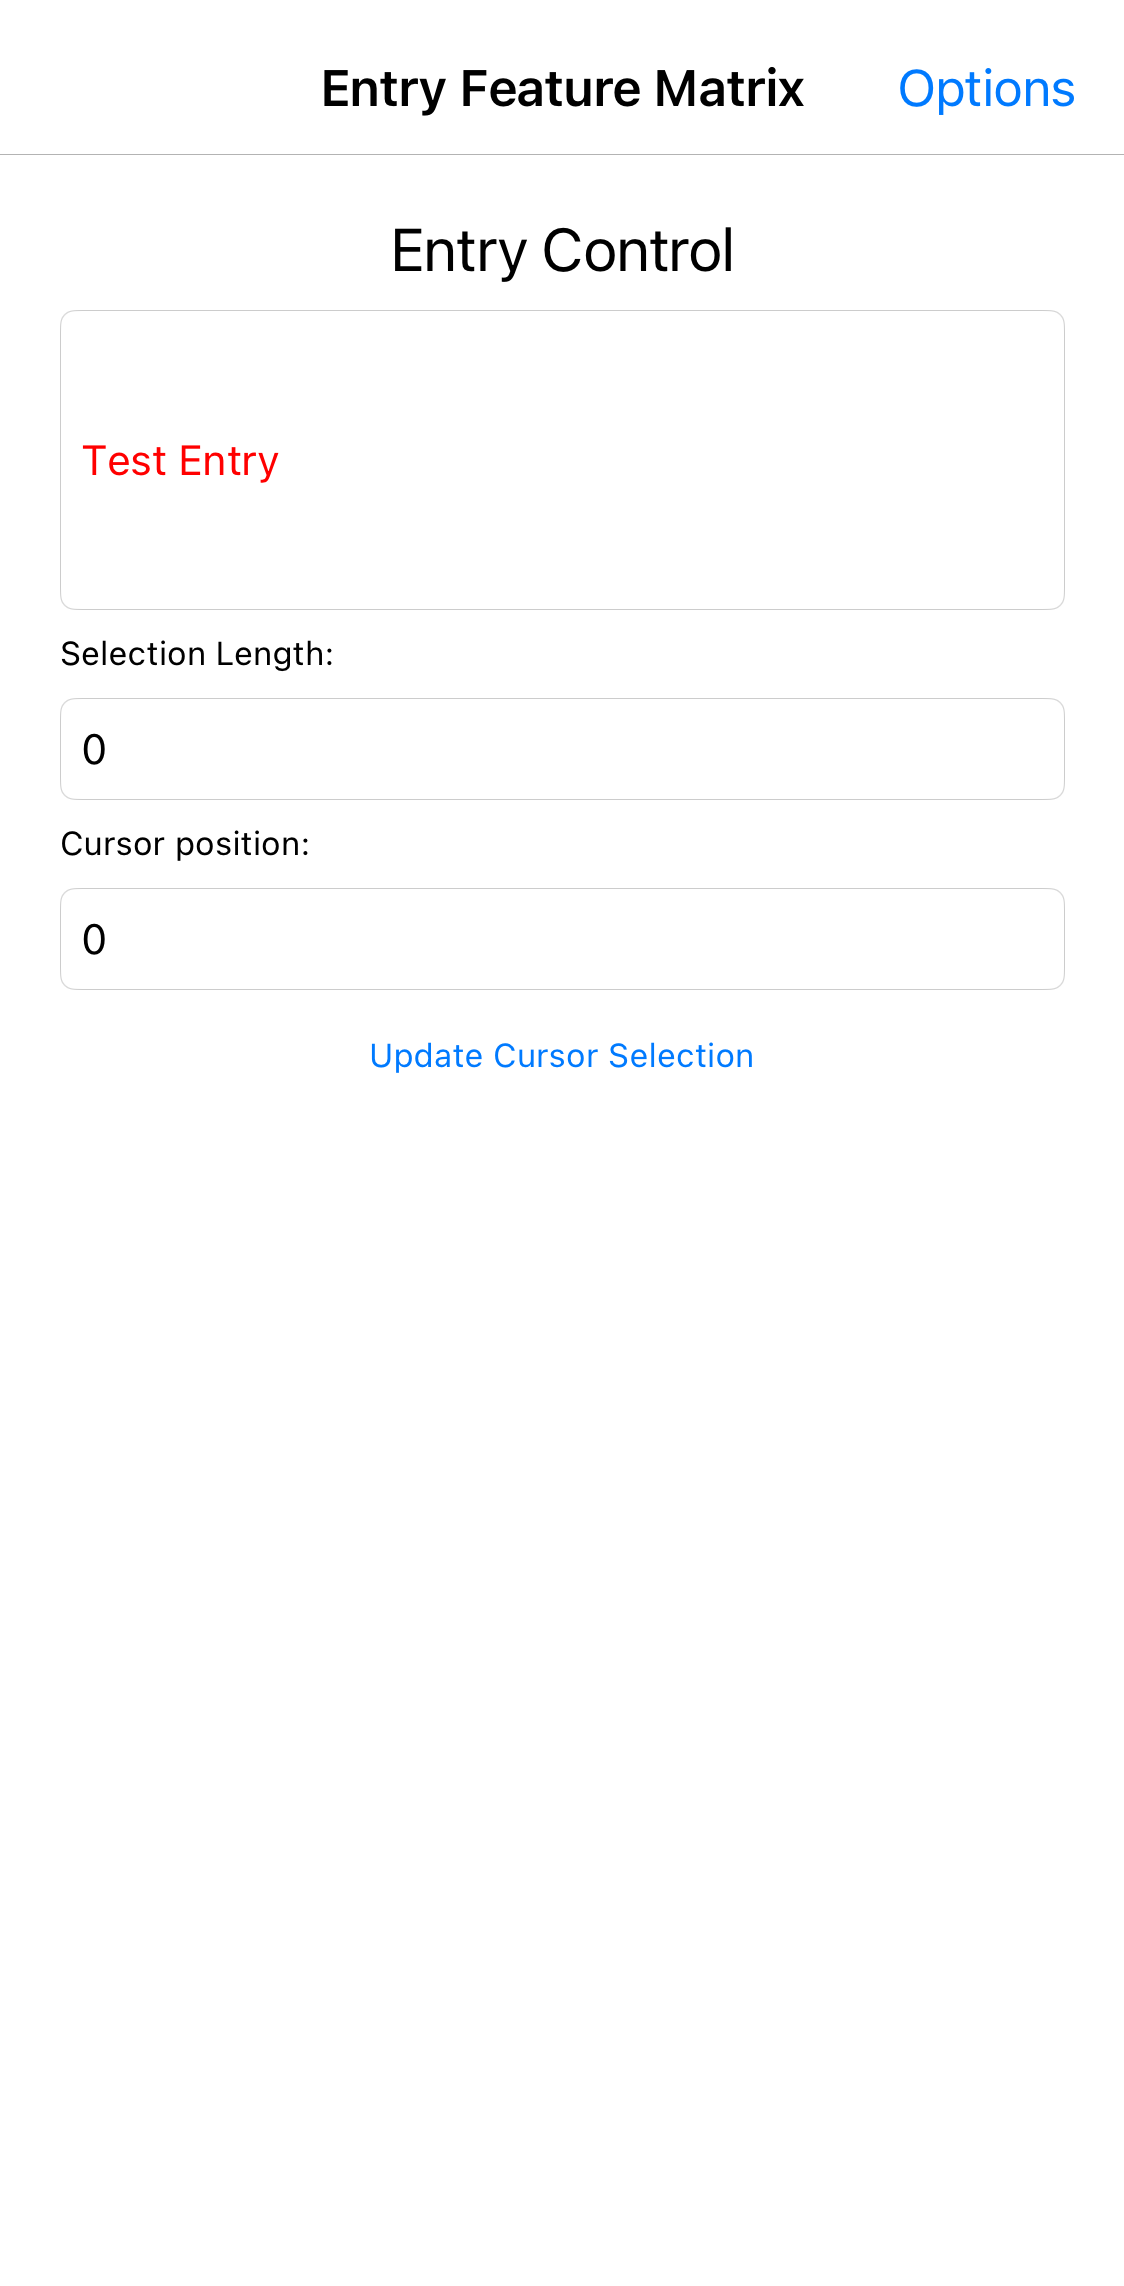 Entry Feature Matrix
Options
Entry Control
Test Entry
Selection Length:
0
Cursor position:
0
Update Cursor Selection